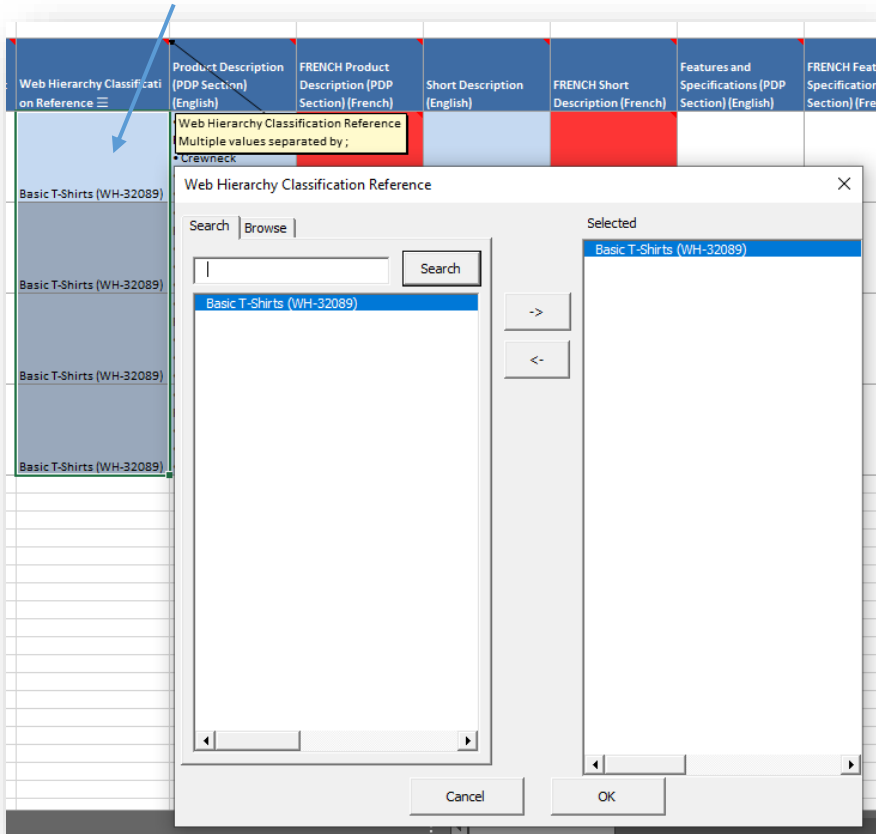 Web Hierarchy Classificati
on Reference ☰
Product Description
(PDP Section)
(English)
FRENCH Product
Description (PDP
Section) (French)
Short Description
(English)
FRENCH Short
Description (French)
Features and
Specifications (PDP
Section) (English)
FRENCH Feat
Specification
Section) (Fre
Web Hierarchy Classification Reference
Multiple values separated by ;
• Crewneck
Basic T-Shirts (WH-32089)
Basic T-Shirts (WH-32089)
Basic T-Shirts (WH-32089)
Basic T-Shirts (WH-32089)
Web Hierarchy Classification Reference
Search
Browse
Search
Basic T-Shirts (WH-32089)
->
<-
Selected
Basic T-Shirts (WH-32089)
Cancel
OK